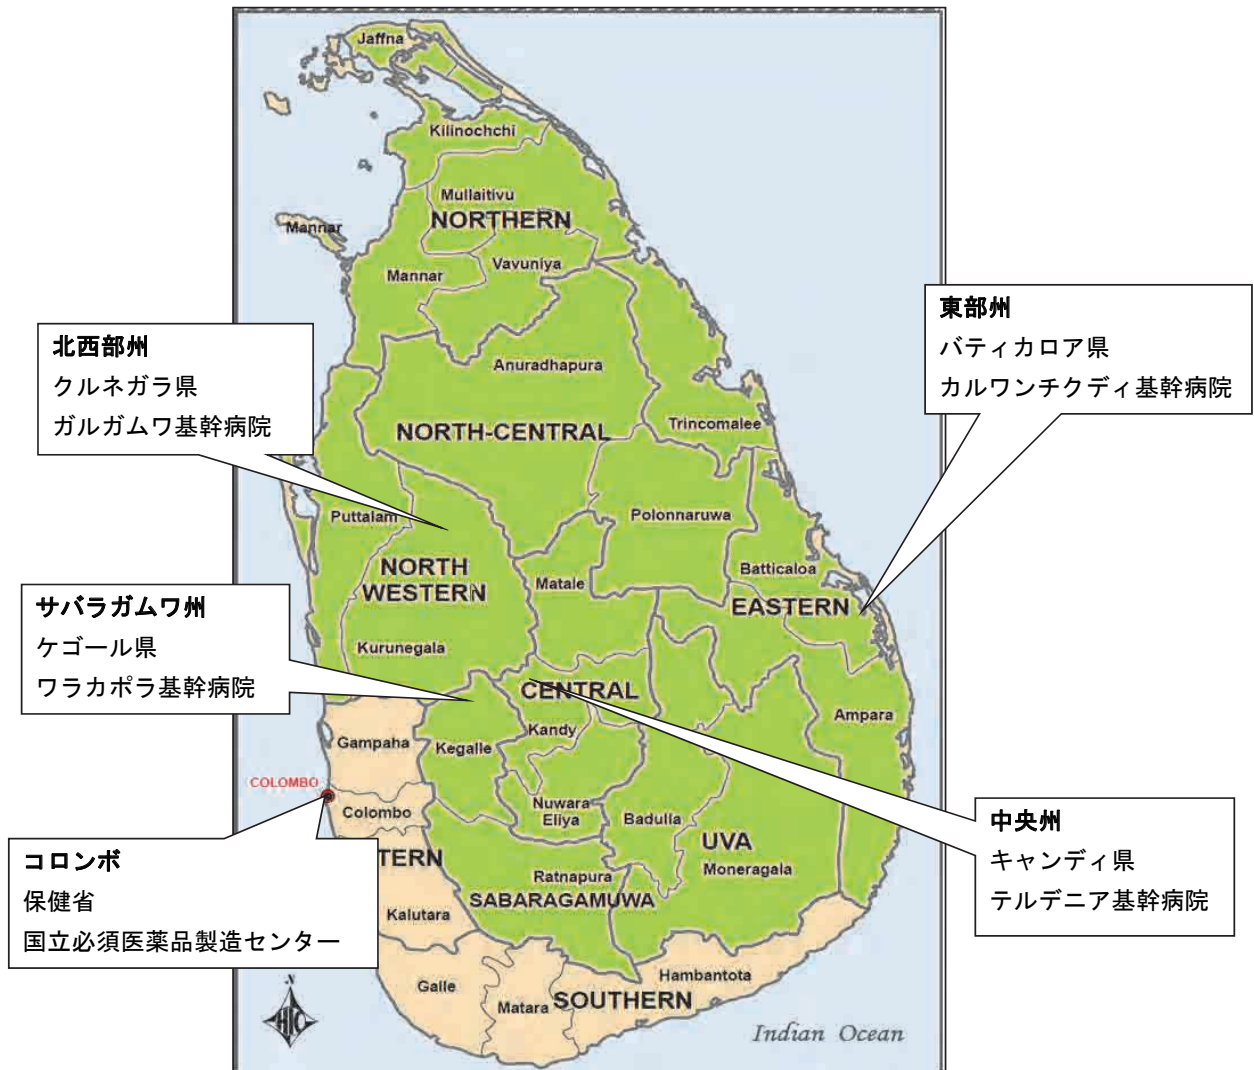 Jaffna
Kilinochchi
Mullaitivu
NORTHERN
Mannar
Mannar
Vavuniya
東部州
バティカロア県
カルワンチクディ基幹病院
北西部州
クルネガラ県
ガルガムワ基幹病院
Anuradhapura
NORTH-CENTRAL
Trincomalee
Puttalam
Polonnaruwa
NORTH
WESTERN
Matale
Batticaloa
EASTERN
サバラガムワ州
ケゴール県
ワラカポラ基幹病院
Kurunegala
CENTRAL
Kandy
Ampara
Gampaha
Kegalle
COLOMBO
Colombo
Nuwara
Eliya
Badulla
UVA
Moneragala
中央州
キャンディ県
テルデニア基幹病院
コロンボ
保健省
国立必須医薬品製造センター
TERN
Ratnapura
SABARAGAMUWA
Kalutara
Galle
Matara
SOUTHERN
Hambantota
N
HIC
Indian Ocean